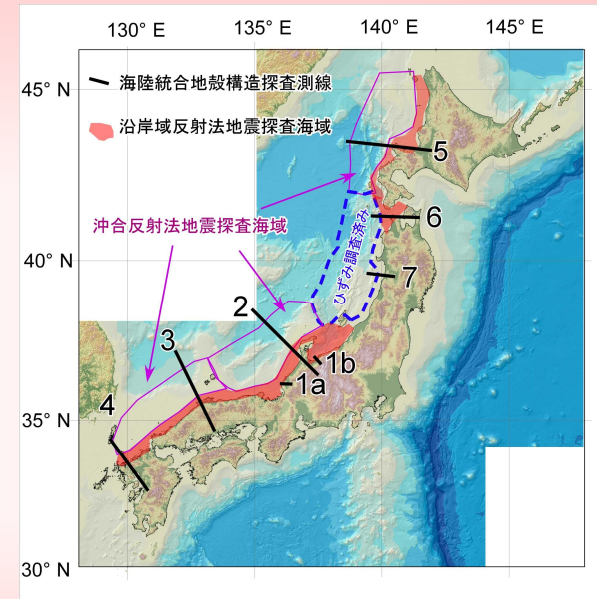 130° E
135° E
140° E
145° E
45° N
海陸統合地殻構造探査測線
沿岸域反射法地震探査海域
5
沖合反射法地震探査海域
6
ひずみ調査済み
40° N
7
2
3
1b
1a
4
35° N
30° N